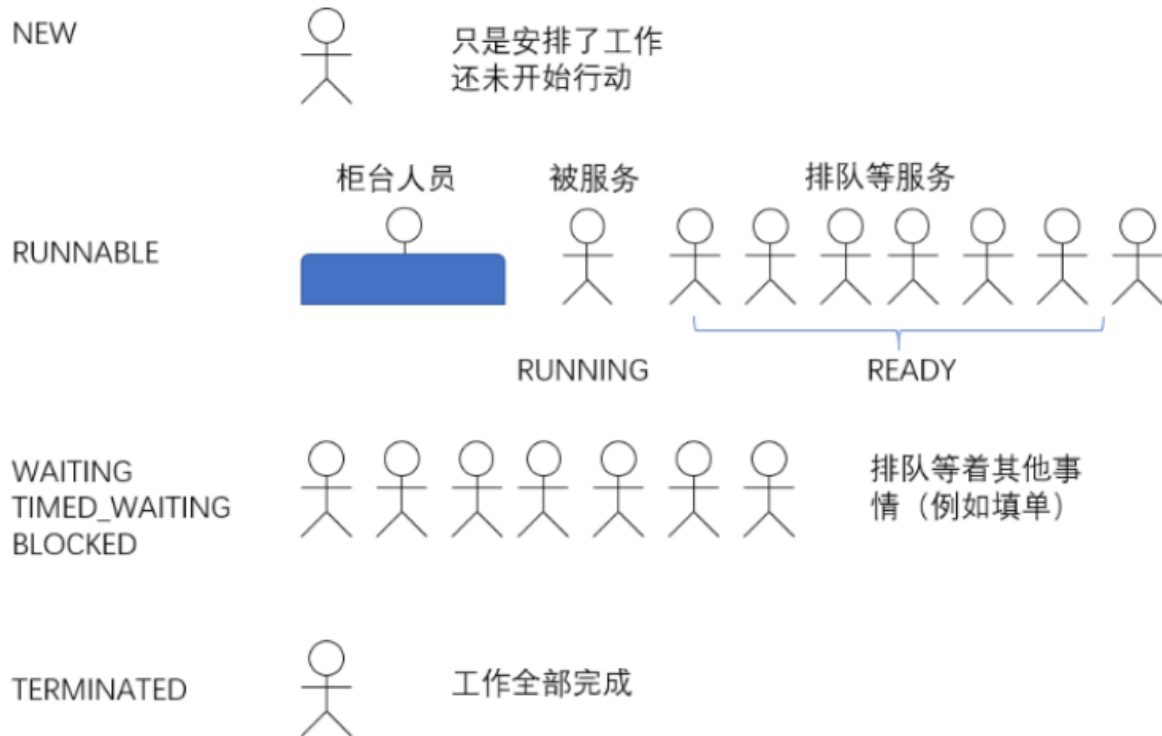 NEW
只是安排了工作
还未开始行动
柜台人员
被服务
排队等服务
RUNNABLE
RUNNING
READY
WAITING
TIMED_WAITING
BLOCKED
排队等着其他事
情（例如填单）
TERMINATED
工作全部完成